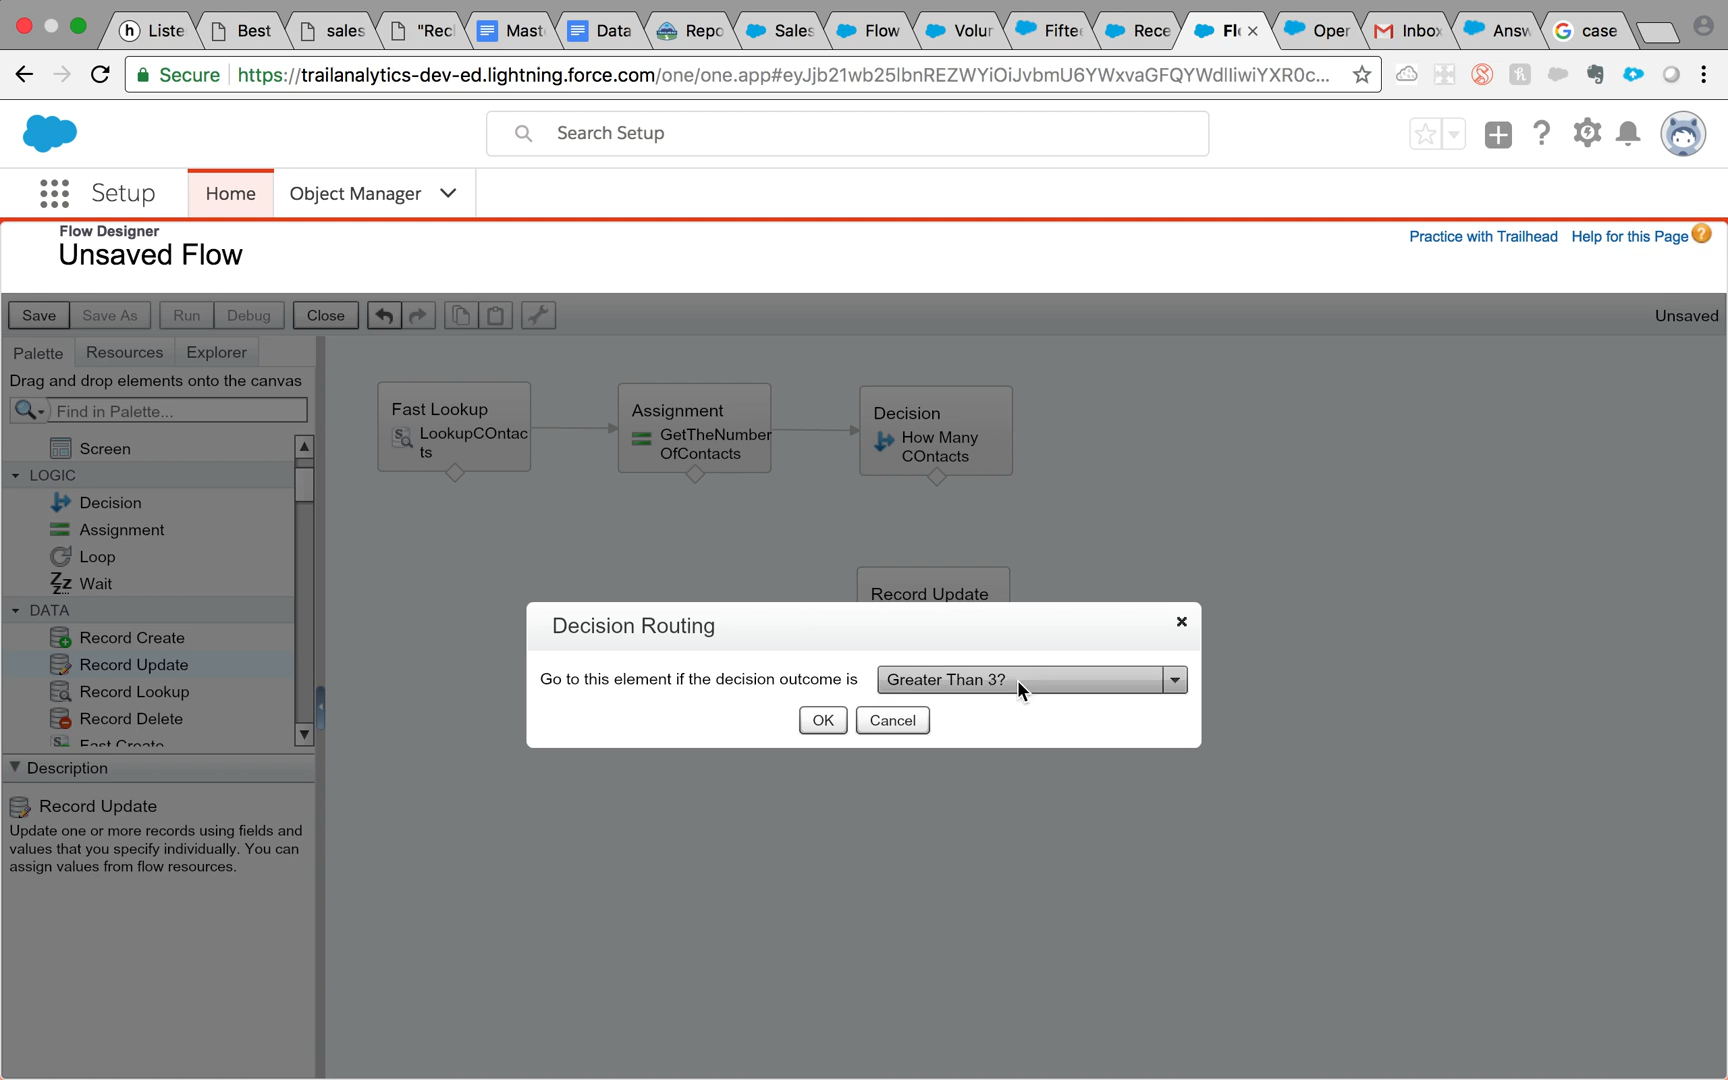 Liste
Best
sales
"Recl
Mast
Data
Repo
Sales
Flow
Volur
Fifte
Rece
Fl
Oper
Inbox
Answ
case
Secure
https://trailanalytics-dev-ed.lightning.force.com/one/one.app#eyJjb21wb25lbnREZWYiOiJvbmU6YWxvaGFQYWdlIiwiYXR0c...
Search Setup
Setup
Home
Object Manager
Flow Designer
Unsaved Flow
Practice with Trailhead
Help for this Page
Save
Save As
Run
Debug
Close
Unsaved
Palette
Resources
Explorer
Drag and drop elements onto the canvas
Find in Palette...
Screen
LOGIC
Decision
Assignment
Loop
Wait
DATA
Record Create
Record Update
Record Lookup
Record Delete
Fast Create
Description
Record Update
Update one or more records using fields and
values that you specify individually. You can
assign values from flow resources.
Fast Lookup
LookupCOntac
ts
Assignment
GetTheNumber
OfContacts
Decision
How Many
COntacts
Record Update
Decision Routing
Go to this element if the decision outcome is
Greater Than 3?
OK
Cancel